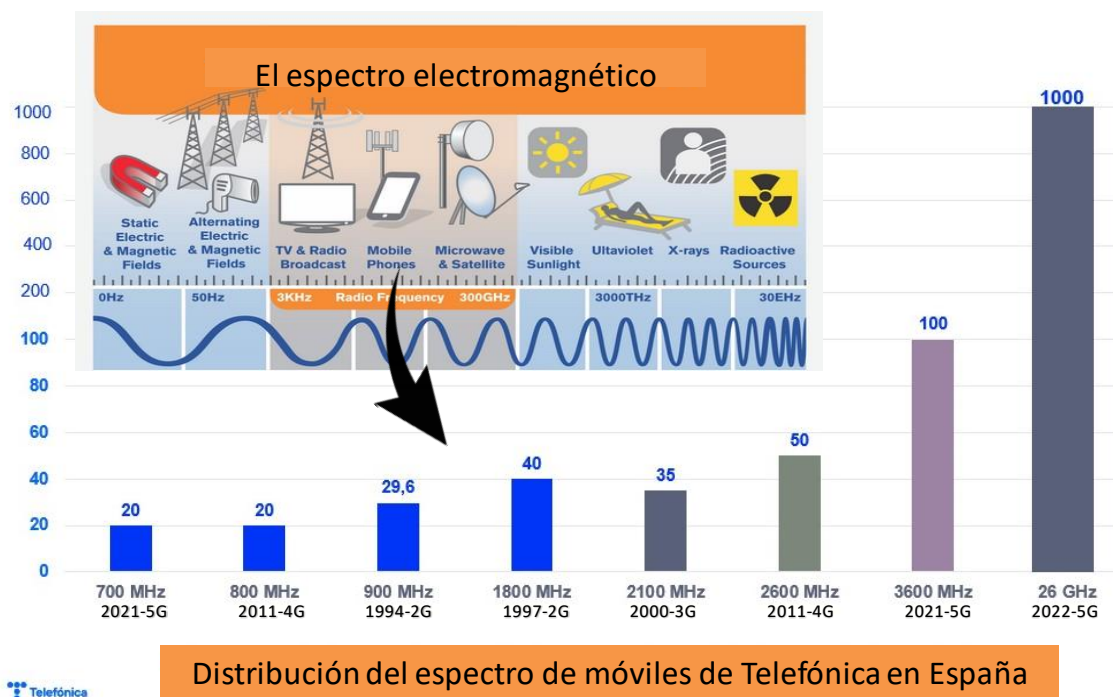 El espectro electromagnético
Static
Electric
& Magnetic
Fields
Alternating
Electric
& Magnetic
Fields
TV & Radio
Broadcast
Mobile
Phones
Microwave
& Satellite
Visible
Sunlight
Ultaviolet
X-rays
Radioactive
Sources
0Hz
50Hz
3KHz
Radio Frequency
300GHz
3000THz
30EHz
1000
800
600
400
200
100
80
60
40
20
0
20
20
29,6
40
35
50
100
1000
700 MHz
2021-5G
800 MHz
2011-4G
900 MHz
1994-2G
1800 MHz
1997-2G
2100 MHz
2000-3G
2600 MHz
2011-4G
3600 MHz
2021-5G
26 GHz
2022-5G
Distribución del espectro de móviles de Telefónica en España
Telefónica